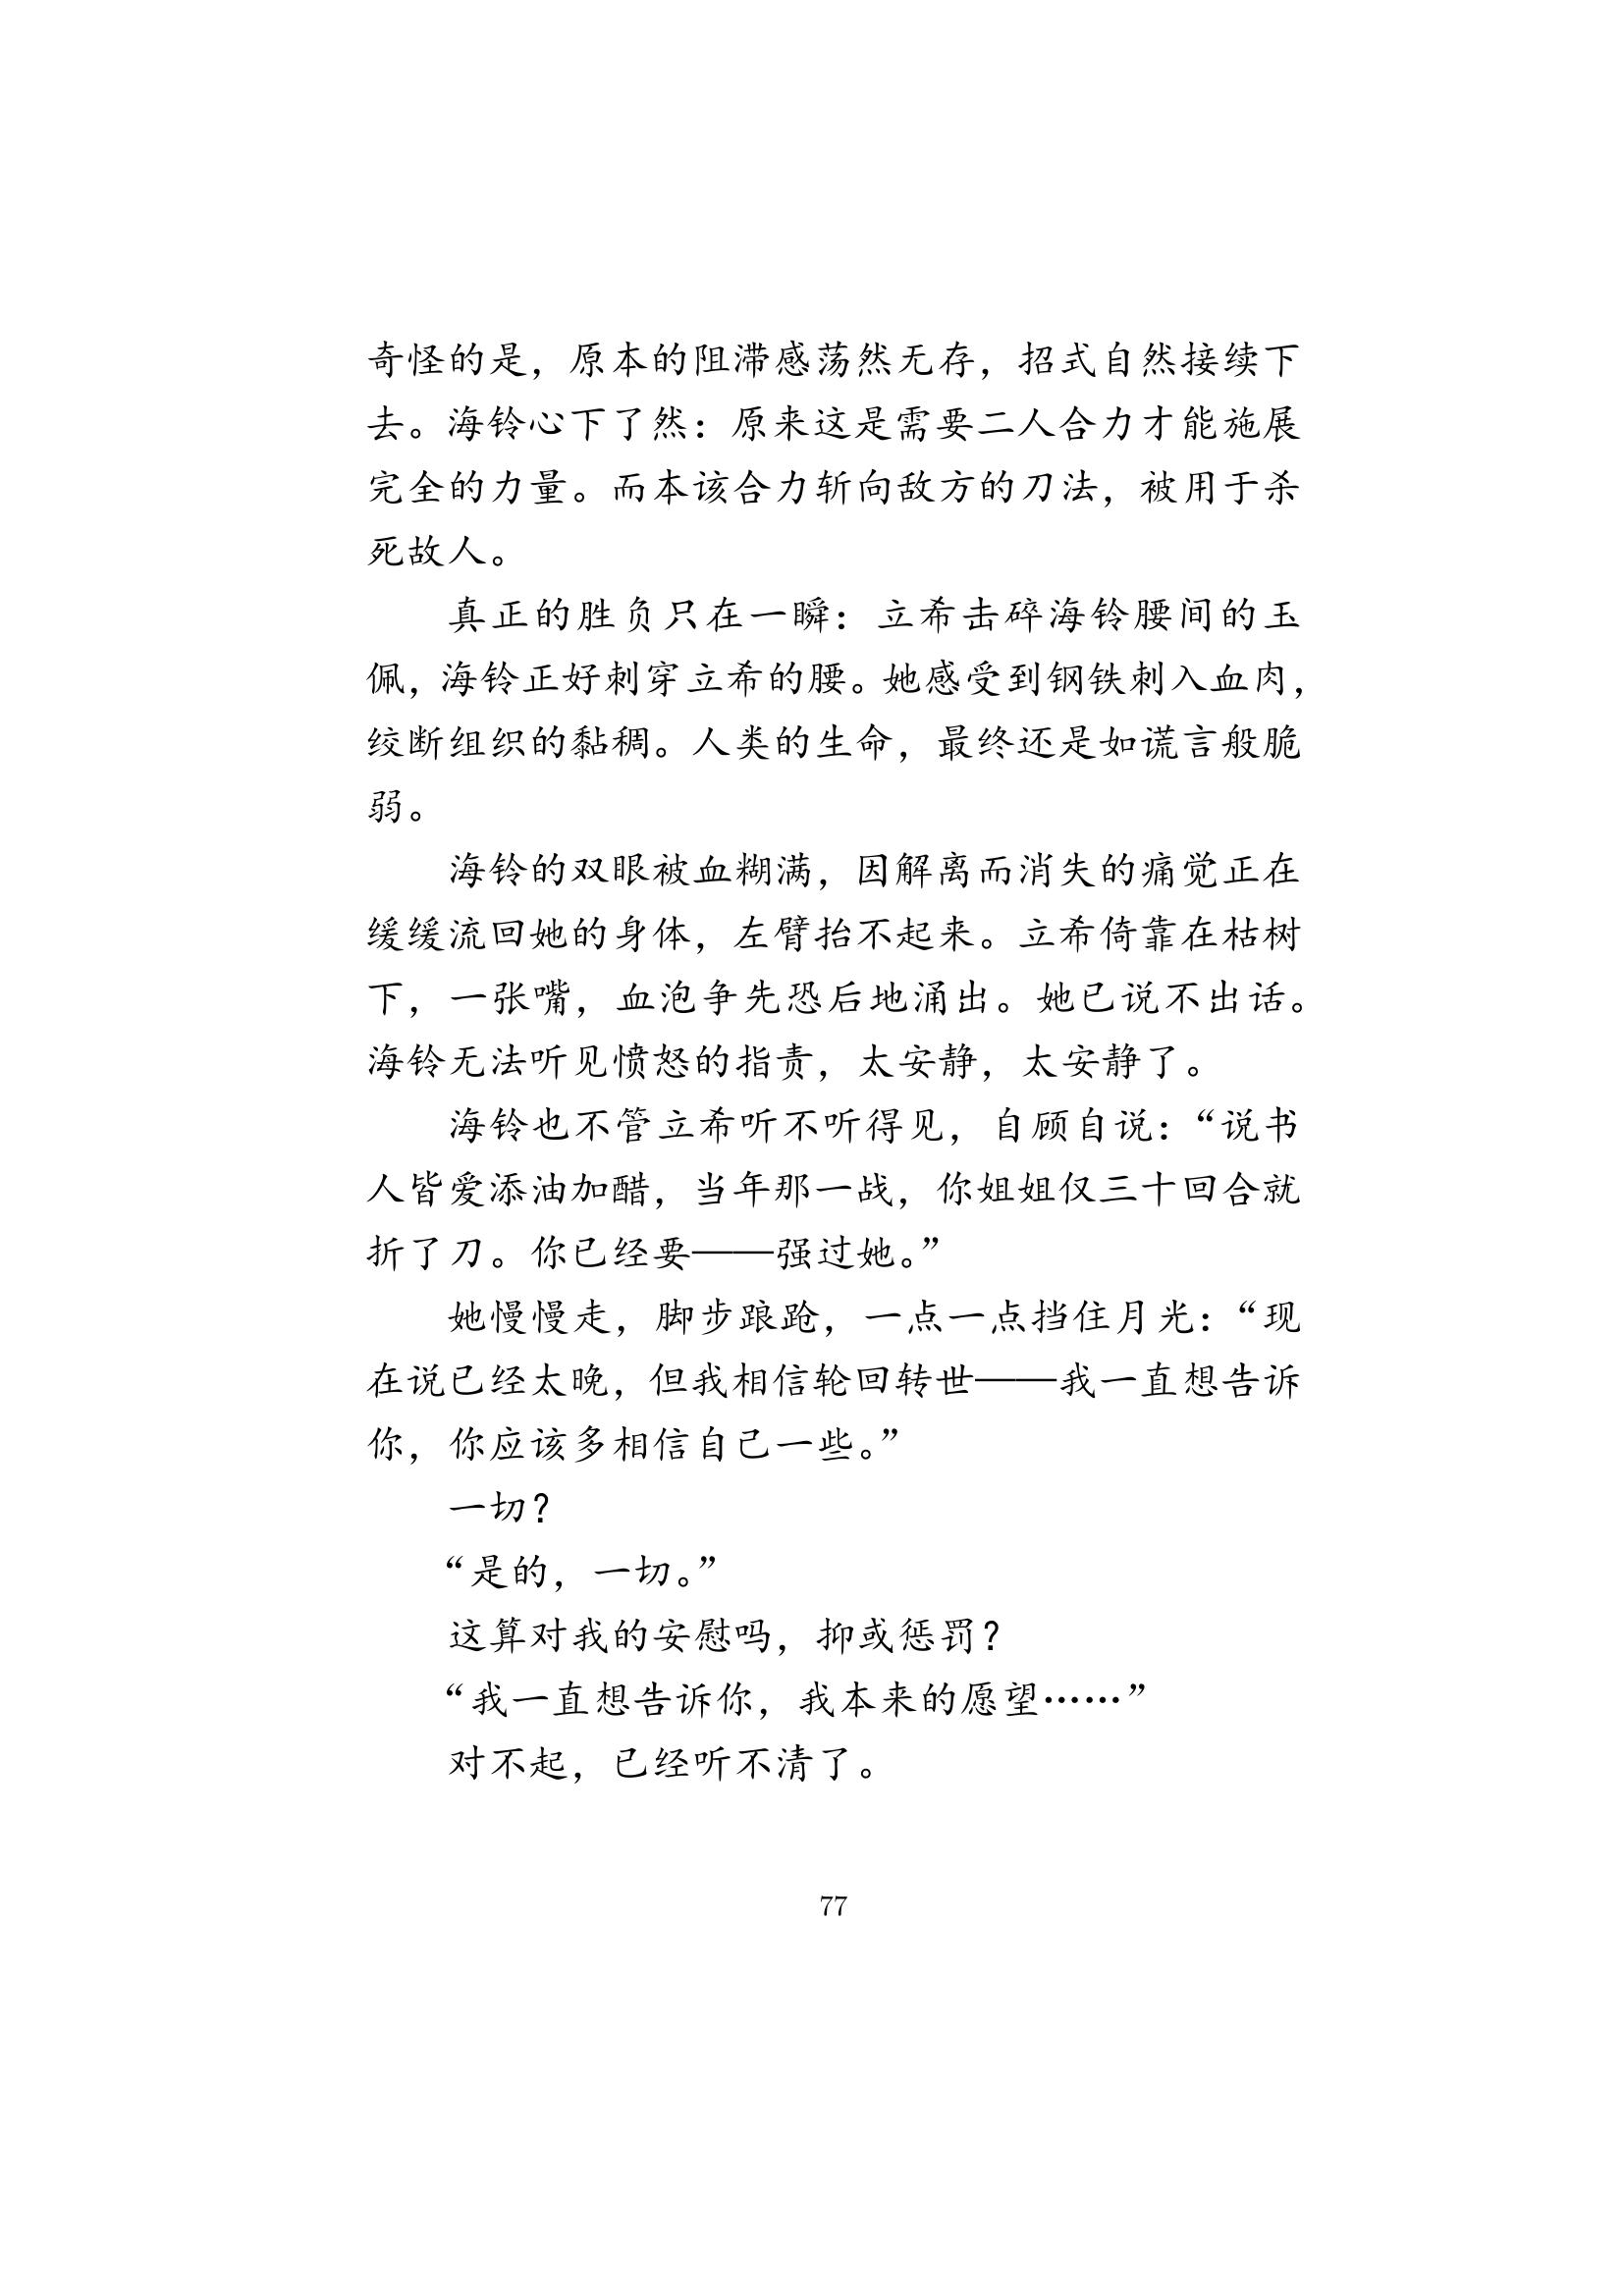 奇怪的是，原本的阻滞感荡然无存，招式自然接续下
去。海铃心下了然：原来这是需要二人合力才能施展
完全的力量。而本该合力斩向敌方的刀法，被用于杀
死故人。
真正的胜负只在一瞬：立希击碎海铃腰间的玉
佩，海铃正好刺穿立希的腰。她感受到钢铁刺入血肉，
绞断组织的黏稠。人类的生命，最终还是如谎言般脆
弱。
海铃的双眼被血糊满，因解离而消失的痛觉正在
缓缓流回她的身体，左臂抬不起来。立希倚靠在枯树
下，一张嘴，血泡争先恐后地涌出。她已说不出话。
海铃无法听见愤怒的指责，太安静，太安静了。
海铃也不管立希听不听得见，自顾自说：“说书
人皆爱添油加醋，当年那一战，你姐姐仅三十回合就
折了刀。你已经要——强过她。”
她慢慢走，脚步踉跄，一点一点挡住月光：“现
在说已经太晚，但我相信轮回转世——我一直想告诉
你，你应该多相信自己一些。”
一切？
“是的，一切。”
这算对我的安慰吗，抑或惩罚？
“我一直想告诉你，我本来的愿望……”
对不起，已经听不清了。
77